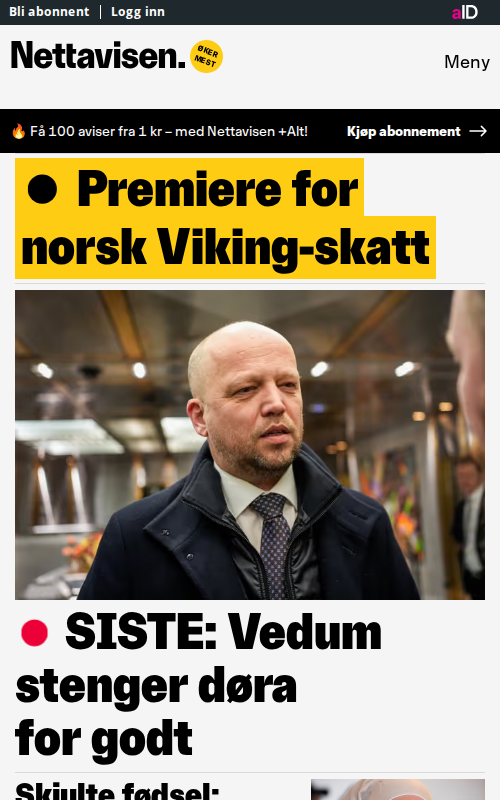 Bli abonnent
Logg inn
aID
Nettavisen.
ØKER
MEST
Meny
🔥 Få 100 aviser fra 1 kr – med Nettavisen +Alt!
Kjøp abonnement →
Premiere for
norsk Viking-skatt
SISTE: Vedum
stenger døra
for godt
Skjulte fødsel: